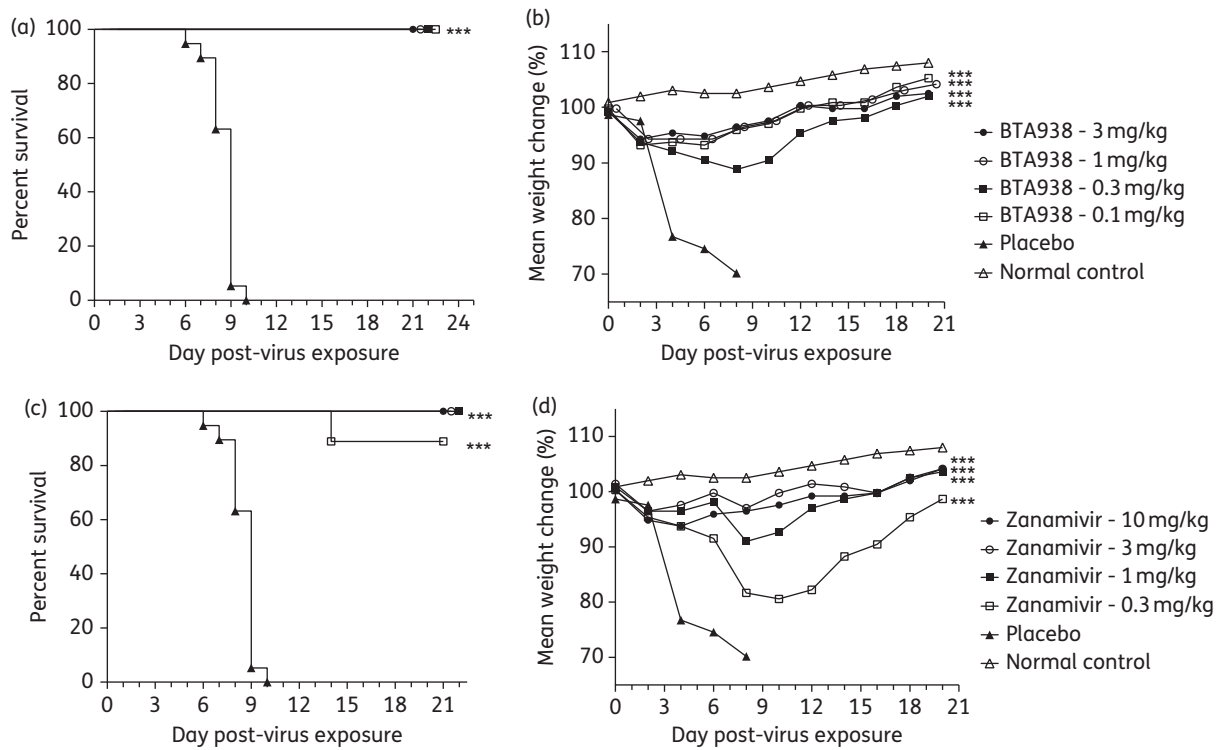 (a)
100
80
60
40
20
0
Percent survival
***
0 3 6 9 12 15 18 21 24
Day post-virus exposure
(b)
110
100
90
80
70
Mean weight change (%)
***
***
***
***
0 3 6 9 12 15 18 21
Day post-virus exposure
BTA938 - 3 mg/kg
BTA938 - 1 mg/kg
BTA938 - 0.3 mg/kg
BTA938 - 0.1 mg/kg
Placebo
Normal control
(c)
100
80
60
40
20
0
Percent survival
***
***
0 3 6 9 12 15 18 21
Day post-virus exposure
(d)
110
100
90
80
70
Mean weight change (%)
***
***
***
***
0 3 6 9 12 15 18 21
Day post-virus exposure
Zanamivir - 10 mg/kg
Zanamivir - 3 mg/kg
Zanamivir - 1 mg/kg
Zanamivir - 0.3 mg/kg
Placebo
Normal control